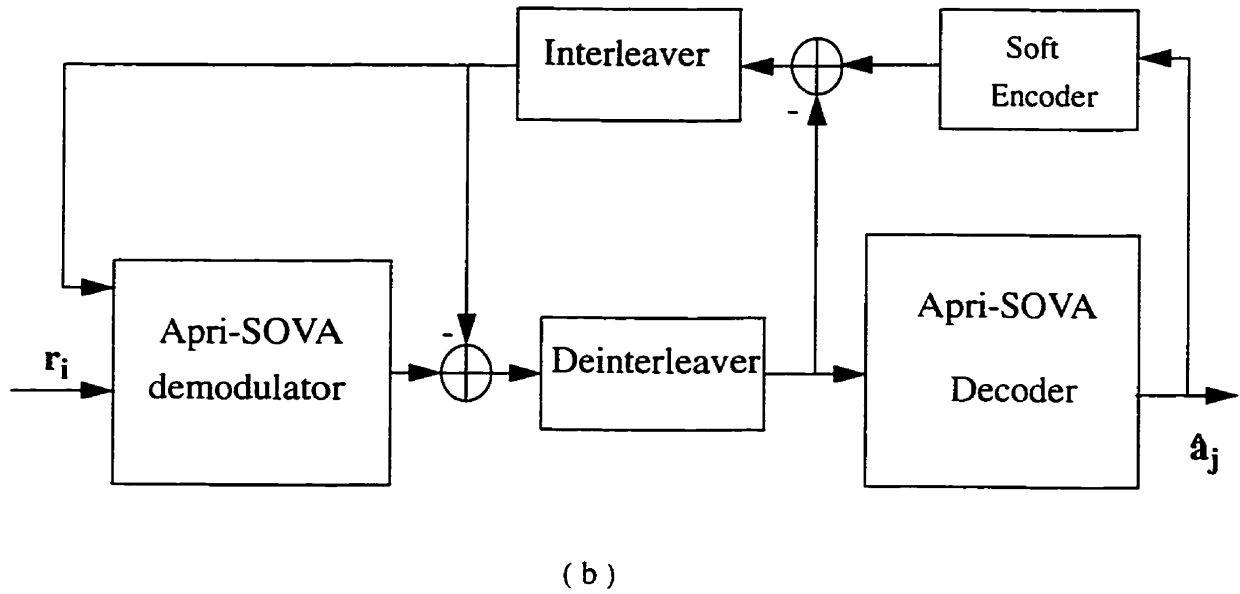 Interleaver
Soft
Encoder
-
-
Apri-SOVA
demodulator
r_i
Deinterleaver
Apri-SOVA
Decoder
â_j
( b )